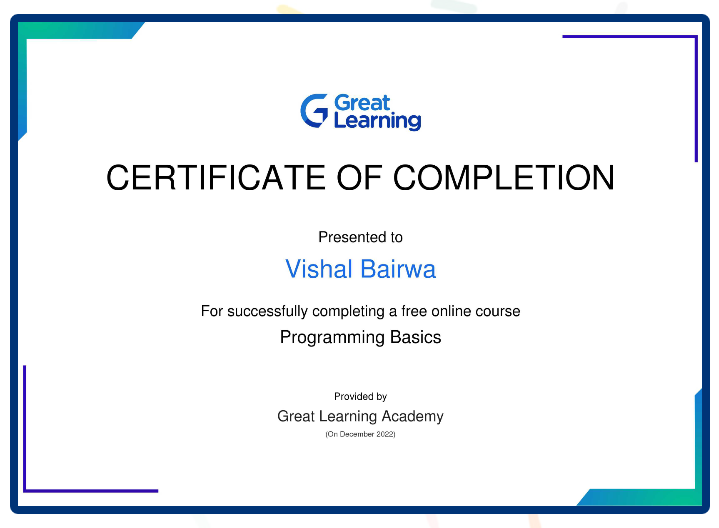 Great
Learning
CERTIFICATE OF COMPLETION
Presented to
Vishal Bairwa
For successfully completing a free online course
Programming Basics
Provided by
Great Learning Academy
(On December 2022)